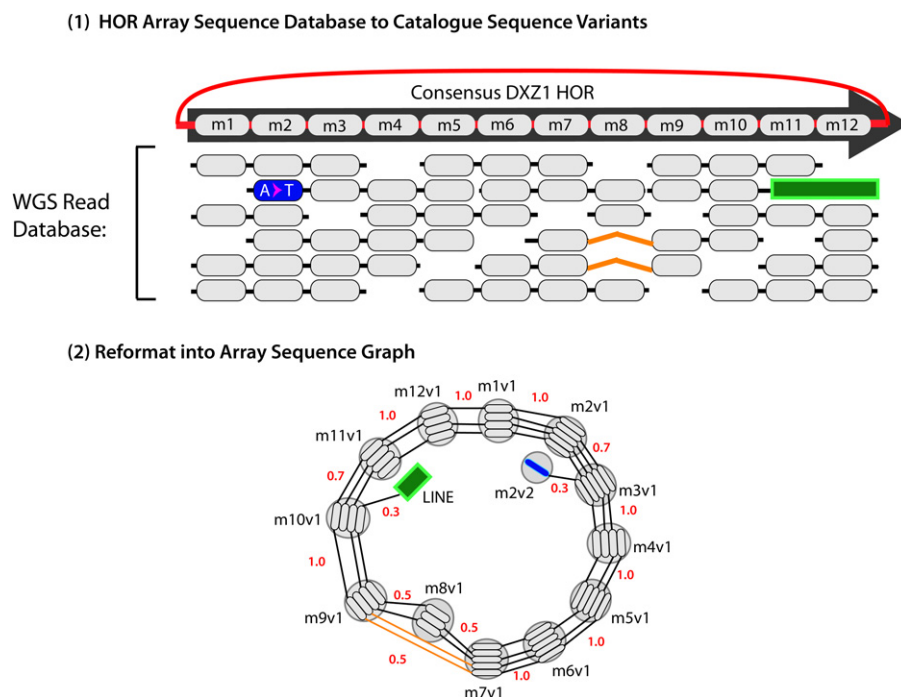 (1) HOR Array Sequence Database to Catalogue Sequence Variants
Consensus DXZ1 HOR
m1 m2 m3 m4 m5 m6 m7 m8 m9 m10 m11 m12
WGS Read
Database:
A T
(2) Reformat into Array Sequence Graph
m12v1 1.0 m1v1 1.0
1.0 m2v1
m11v1 0.7
0.7 m2v2 0.3 m3v1
LINE
0.3 1.0
m10v1
m4v1
1.0 1.0
m8v1
0.5 m5v1
m9v1 0.5
1.0
0.5 m6v1
1.0
m7v1